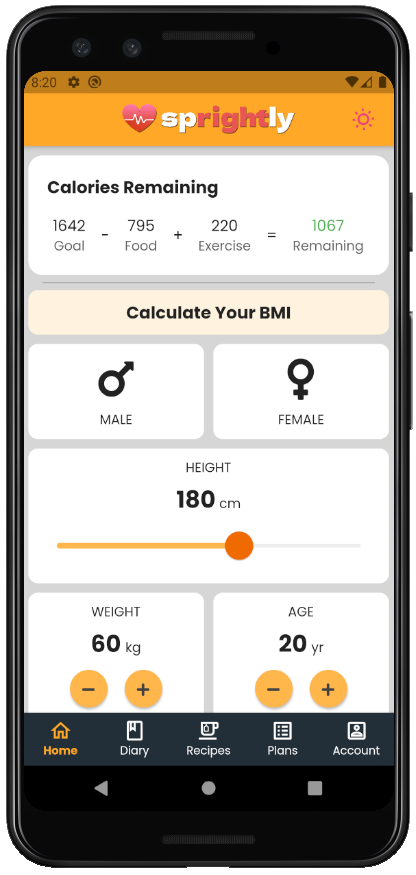 8:20
sprightly
Calories Remaining
1642 - 795 + 220 = 1067
Goal Food Exercise Remaining
Calculate Your BMI
MALE FEMALE
HEIGHT
180 cm
WEIGHT AGE
60 kg 20 yr
− + − +
Home Diary Recipes Plans Account